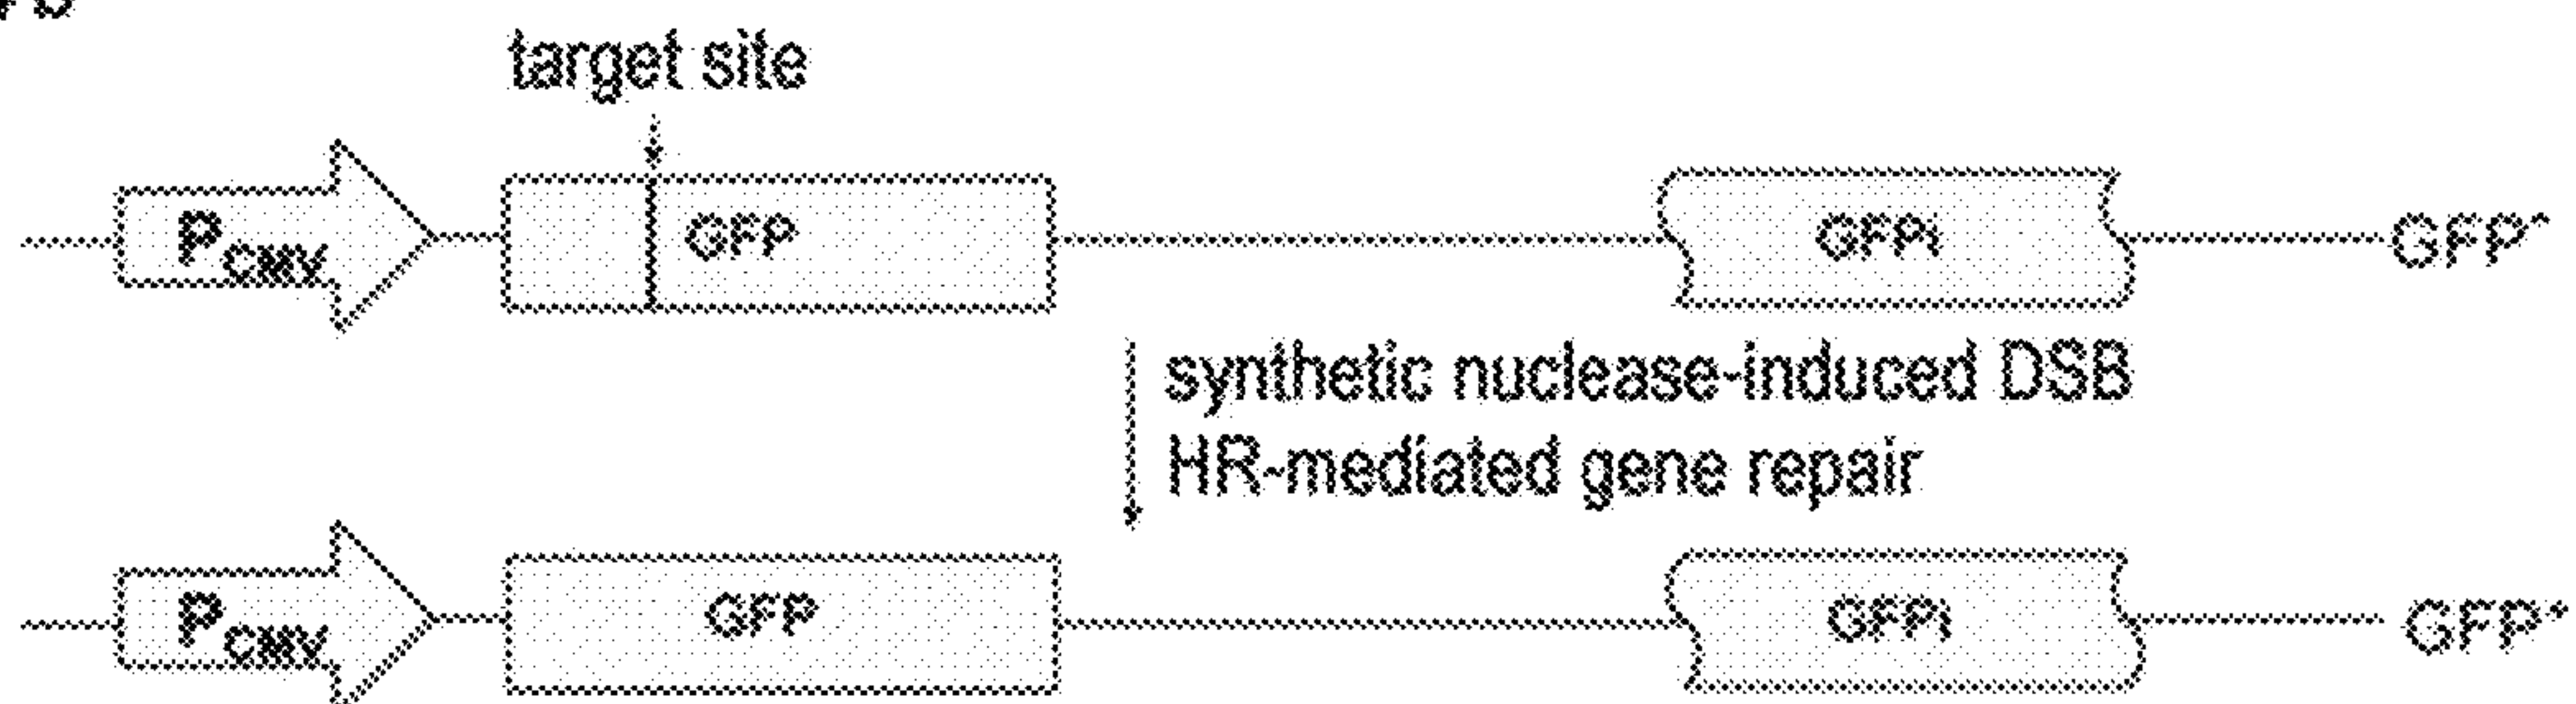 target site
PCMV GFP GFPi GFP-
synthetic nuclease-induced DSB
HR-mediated gene repair
PCMV GFP GFPi GFP+